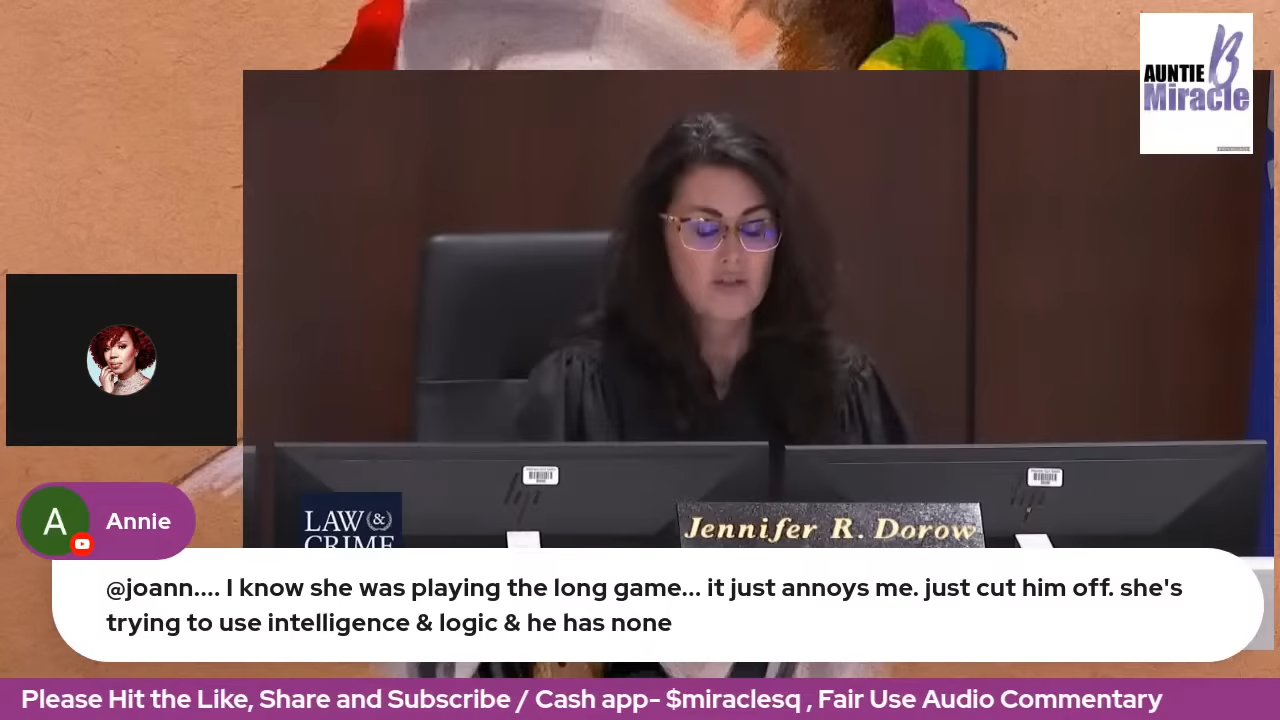 AUNTIE B
Miracle
LAW &
CRIME
Jennifer R. Dorow
A
Annie
@joann.... I know she was playing the long game... it just annoys me. just cut him off. she's
trying to use intelligence & logic & he has none
Please Hit the Like, Share and Subscribe / Cash app- $miraclesq , Fair Use Audio Commentary